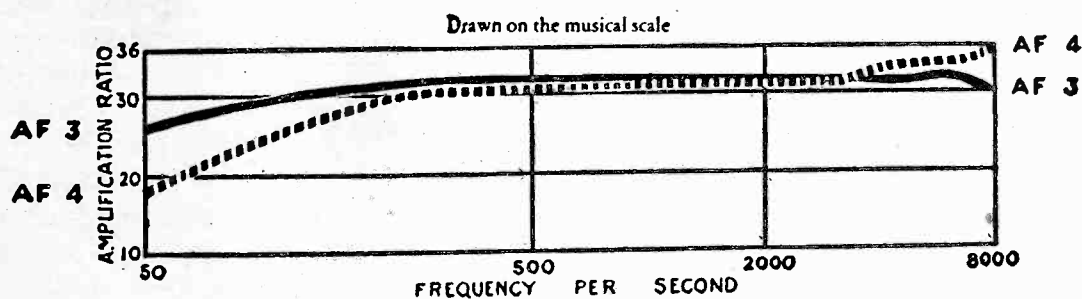 Drawn on the musical scale
AMPLIFICATION RATIO
36
30
20
10
AF 3
AF 4
AF 4
AF 3
50
500
2000
8000
FREQUENCY PER SECOND